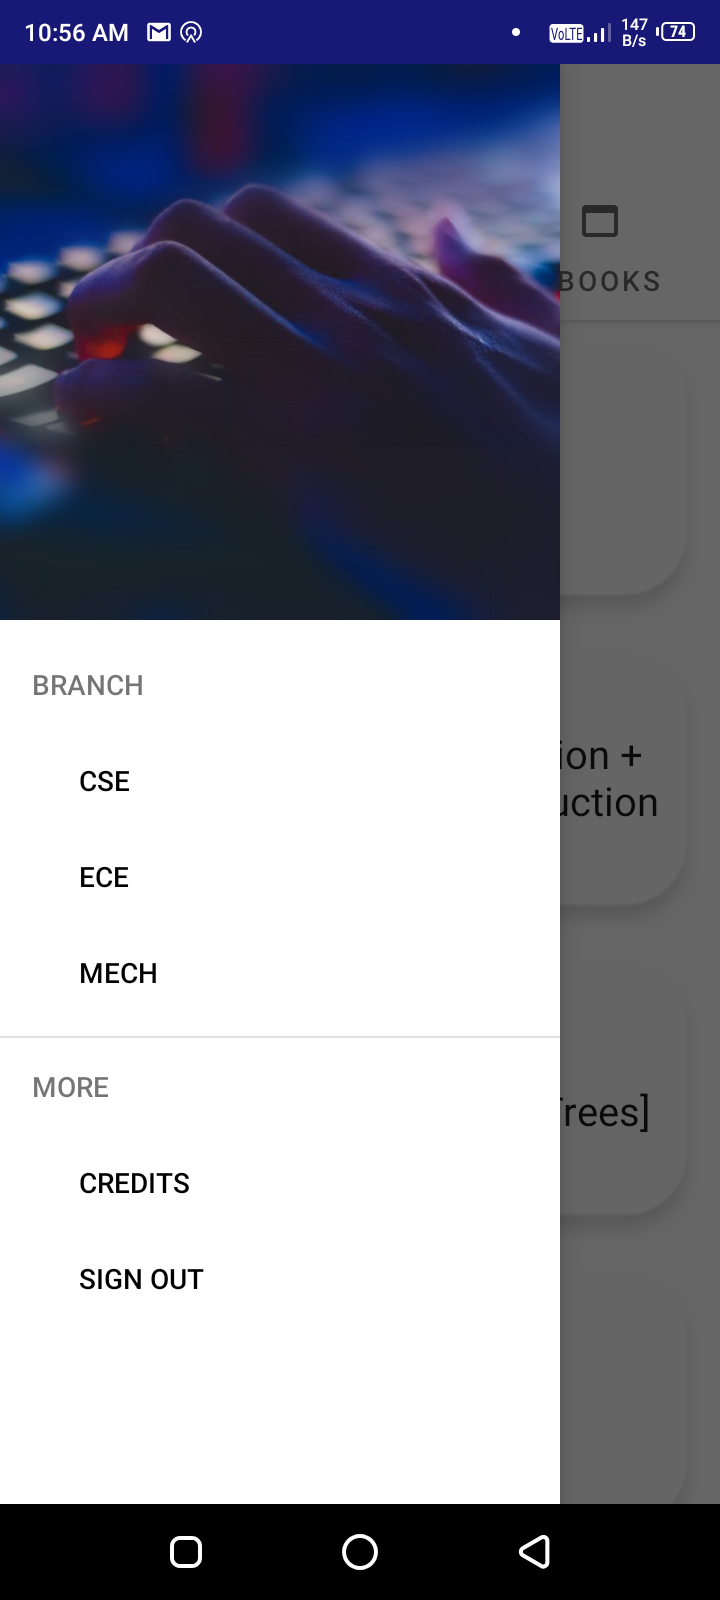 10:56 AM VoLTE 147 B/s 74
BOOKS
BRANCH
CSE
ion +
uction
ECE
MECH
MORE
rees]
CREDITS
SIGN OUT